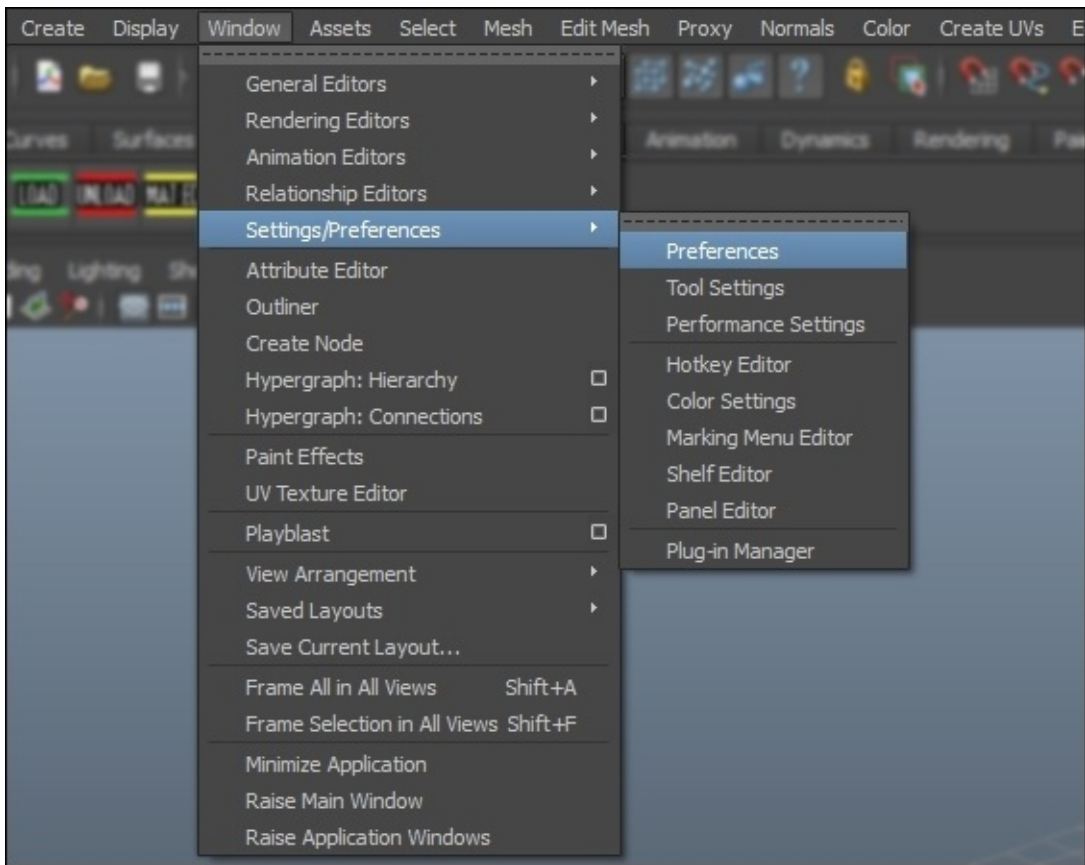 Create Display Window Assets Select Mesh Edit Mesh Proxy Normals Color Create UVs E
Curves Surfaces Animation Dynamics Rendering
LOAD UNLOAD
Lighting
General Editors
Rendering Editors
Animation Editors
Relationship Editors
Settings/Preferences
Attribute Editor
Outliner
Create Node
Hypergraph: Hierarchy
Hypergraph: Connections
Paint Effects
UV Texture Editor
Playblast
View Arrangement
Saved Layouts
Save Current Layout...
Frame All in All Views Shift+A
Frame Selection in All Views Shift+F
Minimize Application
Raise Main Window
Raise Application Windows
Preferences
Tool Settings
Performance Settings
Hotkey Editor
Color Settings
Marking Menu Editor
Shelf Editor
Panel Editor
Plug-in Manager